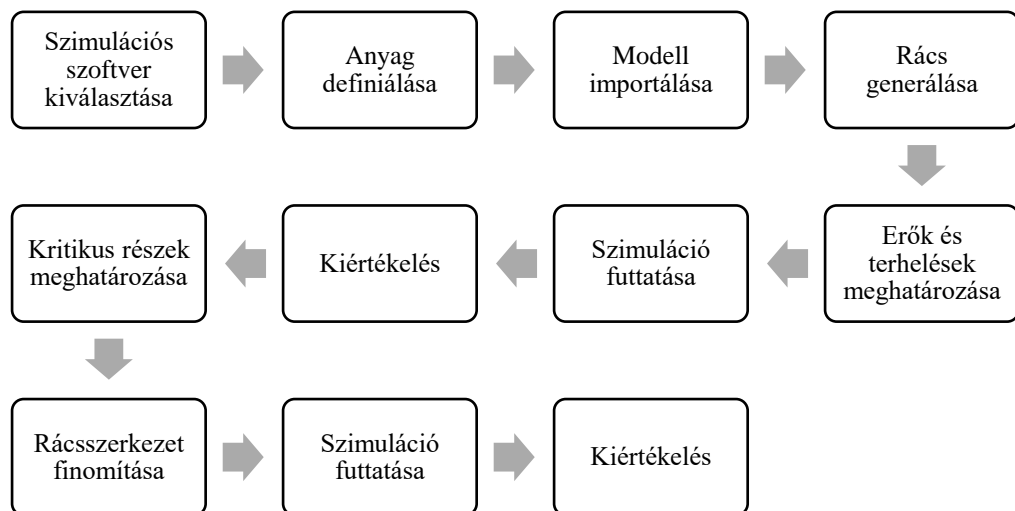 Szimulációs
szoftver
kiválasztása
Anyag
definiálása
Modell
importálása
Rács
generálása
Erők és
terhelések
meghatározása
Szimuláció
futtatása
Kiértékelés
Kritikus részek
meghatározása
Rácsszerkezet
finomítása
Szimuláció
futtatása
Kiértékelés